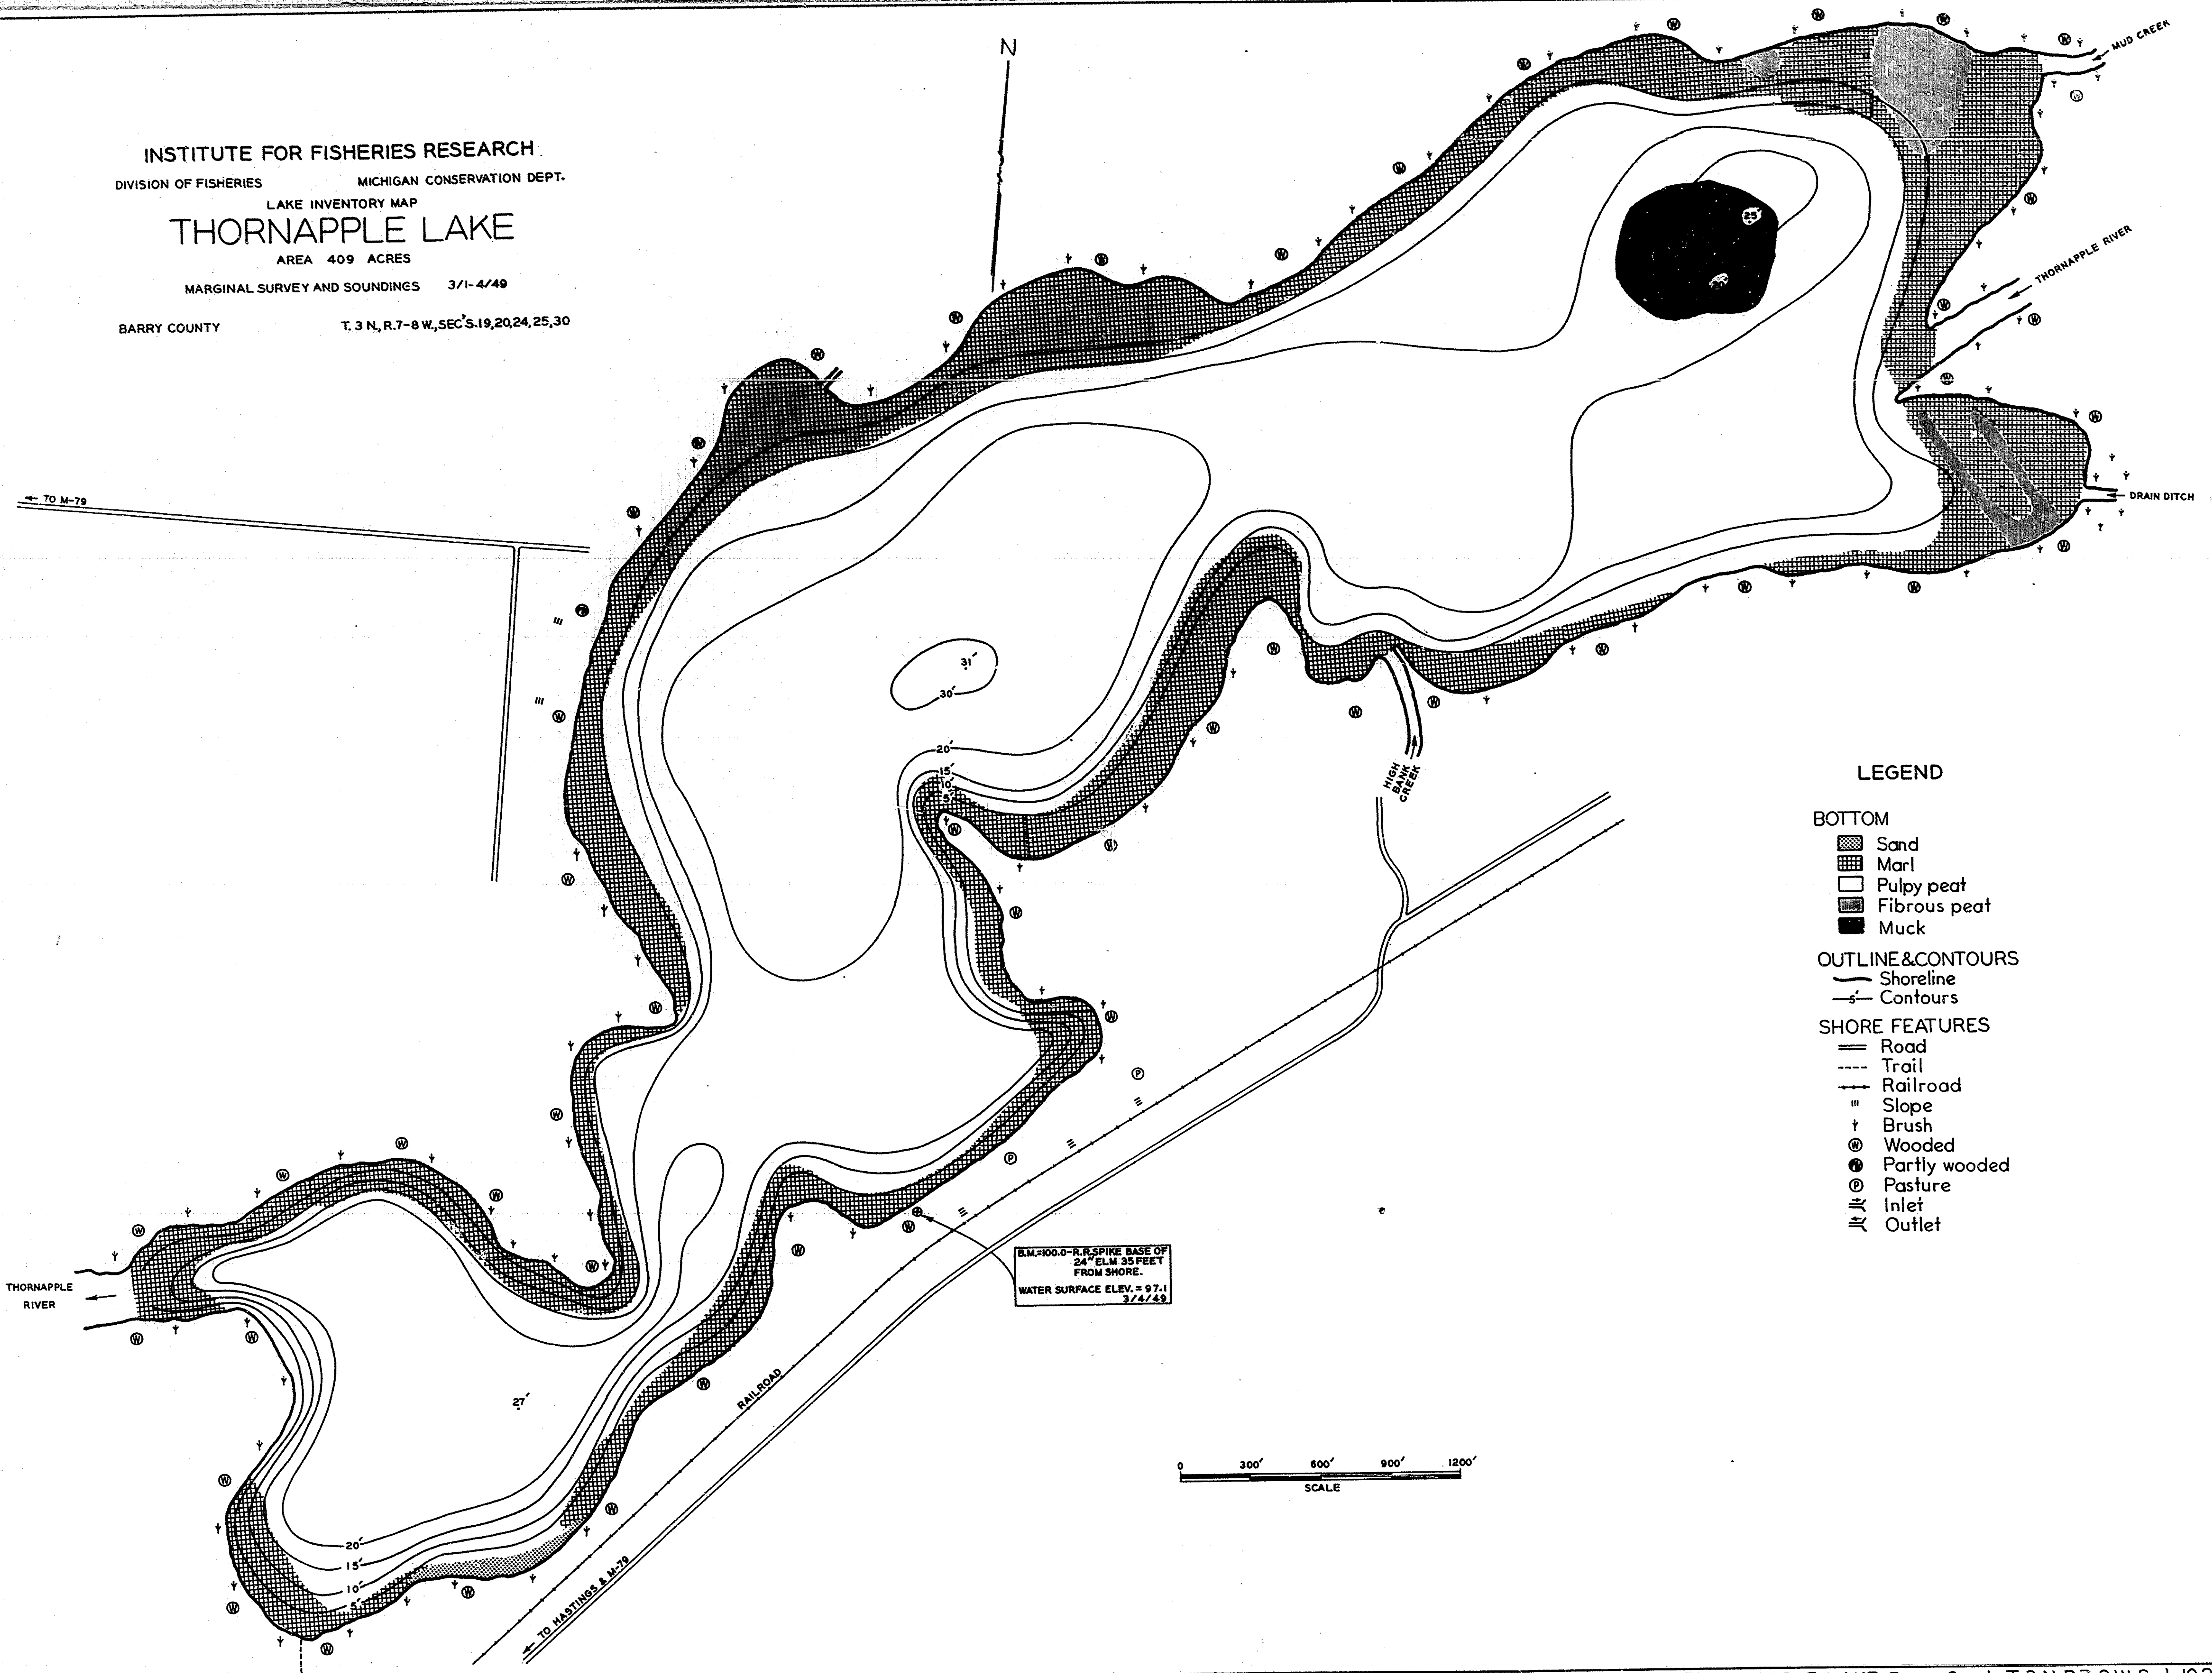 INSTITUTE FOR FISHERIES RESEARCH
DIVISION OF FISHERIES MICHIGAN CONSERVATION DEPT.
LAKE INVENTORY MAP
THORNAPPLE LAKE
AREA 409 ACRES
MARGINAL SURVEY AND SOUNDINGS 3/1-4/49
BARRY COUNTY T. 3 N., R. 7-8 W., SEC'S. 19, 20, 24, 25, 30
N
MUD CREEK
THORNAPPLE RIVER
DRAIN DITCH
← TO M-79
25'
31'
30'
20'
15'
10'
5'
HIGH
BANK
CREEK
LEGEND
BOTTOM
Sand
Marl
Pulpy peat
Fibrous peat
Muck
OUTLINE&CONTOURS
Shoreline
5' Contours
SHORE FEATURES
Road
Trail
Railroad
Slope
Brush
W Wooded
Partly wooded
P Pasture
Inlet
Outlet
B.M.=100.0-R.R.SPIKE BASE OF
24" ELM 35 FEET
FROM SHORE.
WATER SURFACE ELEV. = 97.1
3/4/49
THORNAPPLE
RIVER
27'
RAILROAD
20'
15'
10'
5'
← TO HASTINGS & M-79
0 300' 600' 900' 1200'
SCALE